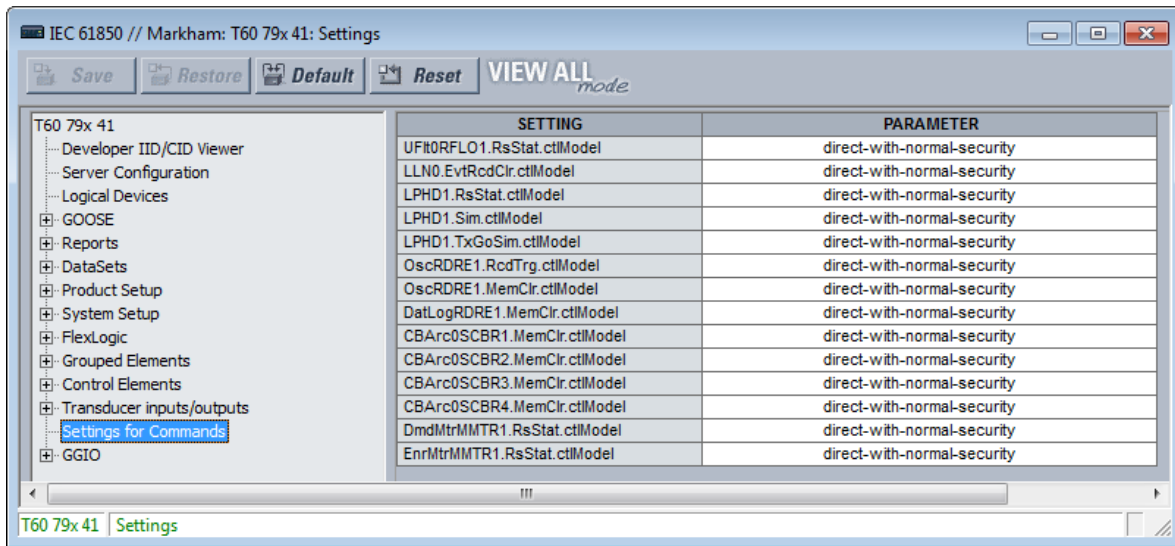 IEC 61850 // Markham: T60 79x 41: Settings
Save Restore Default Reset VIEW ALL mode
T60 79x 41
Developer IID/CID Viewer
Server Configuration
Logical Devices
GOOSE
Reports
DataSets
Product Setup
System Setup
FlexLogic
Grouped Elements
Control Elements
Transducer inputs/outputs
Settings for Commands
GGIO
SETTING PARAMETER
UFlt0RFLO1.RsStat.ctlModel direct-with-normal-security
LLN0.EvtRcdClr.ctlModel direct-with-normal-security
LPHD1.RsStat.ctlModel direct-with-normal-security
LPHD1.Sim.ctlModel direct-with-normal-security
LPHD1.TxGoSim.ctlModel direct-with-normal-security
OscRDRE1.RcdTrg.ctlModel direct-with-normal-security
OscRDRE1.MemClr.ctlModel direct-with-normal-security
DatLogRDRE1.MemClr.ctlModel direct-with-normal-security
CBArc0SCBR1.MemClr.ctlModel direct-with-normal-security
CBArc0SCBR2.MemClr.ctlModel direct-with-normal-security
CBArc0SCBR3.MemClr.ctlModel direct-with-normal-security
CBArc0SCBR4.MemClr.ctlModel direct-with-normal-security
DmdMtrMMTR1.RsStat.ctlModel direct-with-normal-security
EnrMtrMMTR1.RsStat.ctlModel direct-with-normal-security
T60 79x 41 Settings